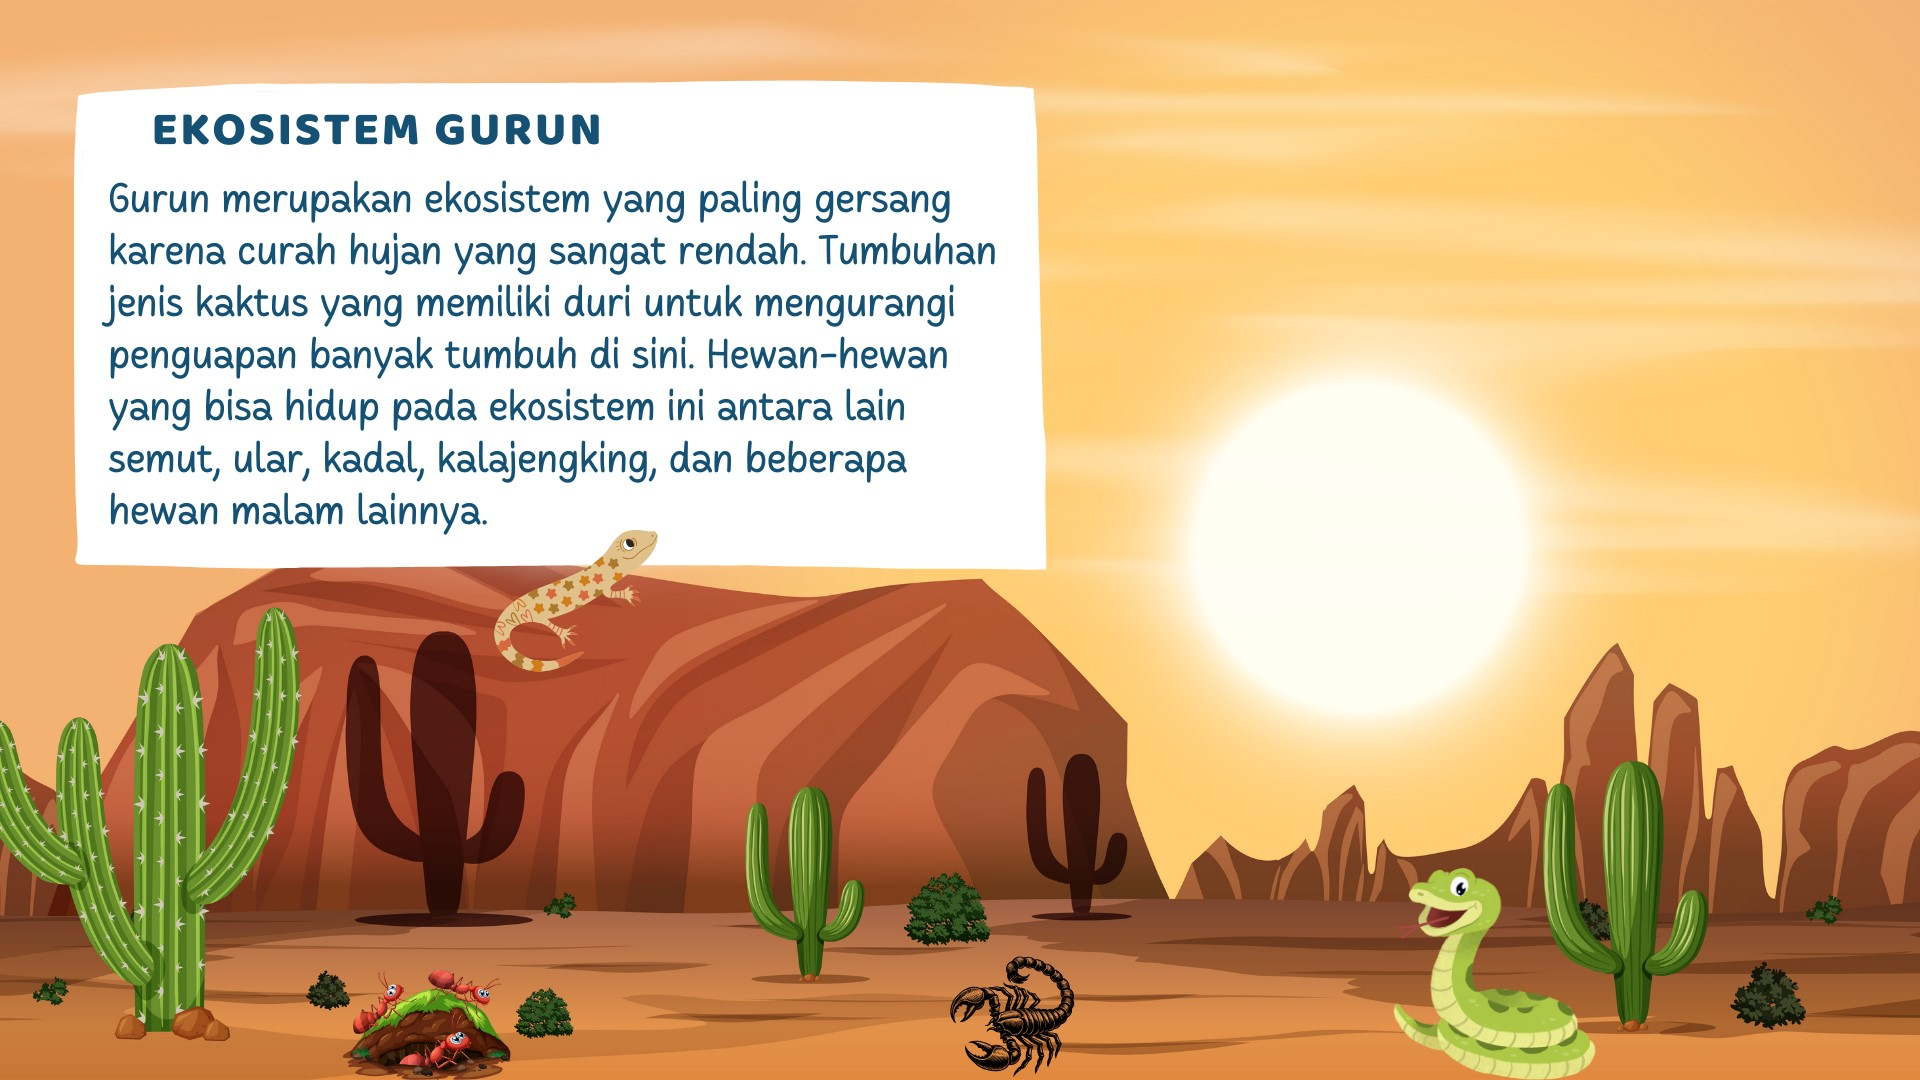 EKOSISTEM GURUN
Gurun merupakan ekosistem yang paling gersang
karena curah hujan yang sangat rendah. Tumbuhan
jenis kaktus yang memiliki duri untuk mengurangi
penguapan banyak tumbuh di sini. Hewan-hewan
yang bisa hidup pada ekosistem ini antara lain
semut, ular, kadal, kalajengking, dan beberapa
hewan malam lainnya.